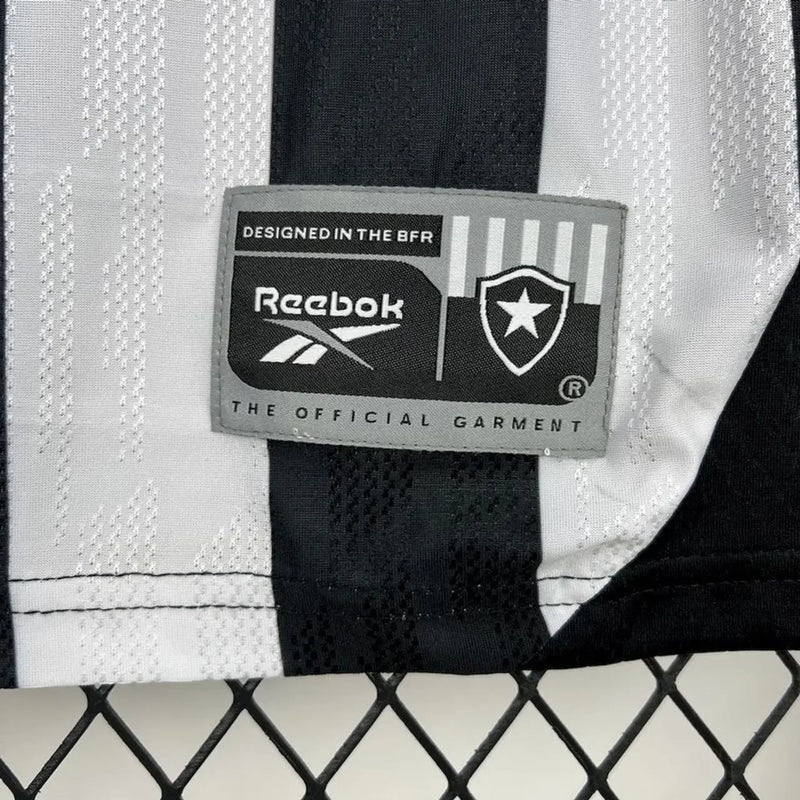 DESIGNED IN THE BFR
Reebok
®
THE OFFICIAL GARMENT